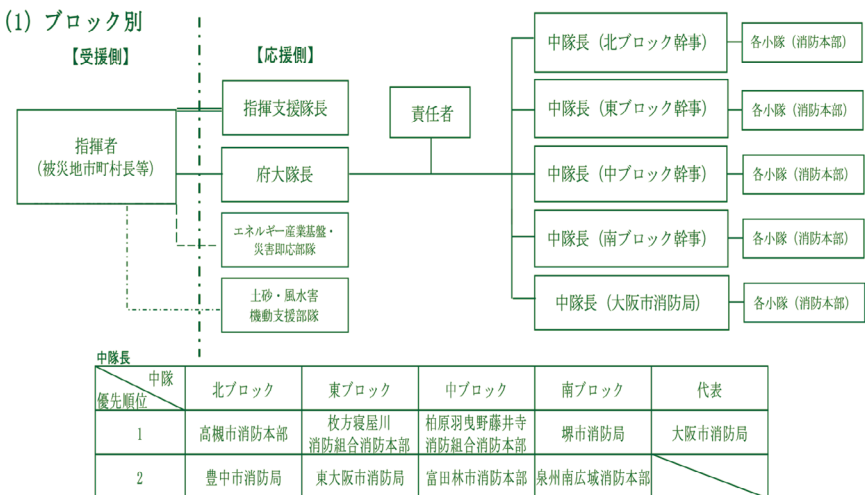 (1) ブロック別
【受援側】
【応援側】
指揮者
(被災地市町村長等)
指揮支援隊長
府大隊長
エネルギー産業基盤・
災害即応部隊
土砂・風水害
機動支援部隊
責任者
中隊長（北ブロック幹事）
各小隊（消防本部）
中隊長（東ブロック幹事）
各小隊（消防本部）
中隊長（中ブロック幹事）
各小隊（消防本部）
中隊長（南ブロック幹事）
各小隊（消防本部）
中隊長（大阪市消防局）
各小隊（消防本部）
中隊長
中隊
優先順位
北ブロック 東ブロック 中ブロック 南ブロック 代表
1 高槻市消防本部 枚方寝屋川 柏原羽曳野藤井寺 堺市消防局 大阪市消防局
消防組合消防本部 消防組合消防本部
2 豊中市消防局 東大阪市消防局 富田林市消防本部 泉州南広城消防本部